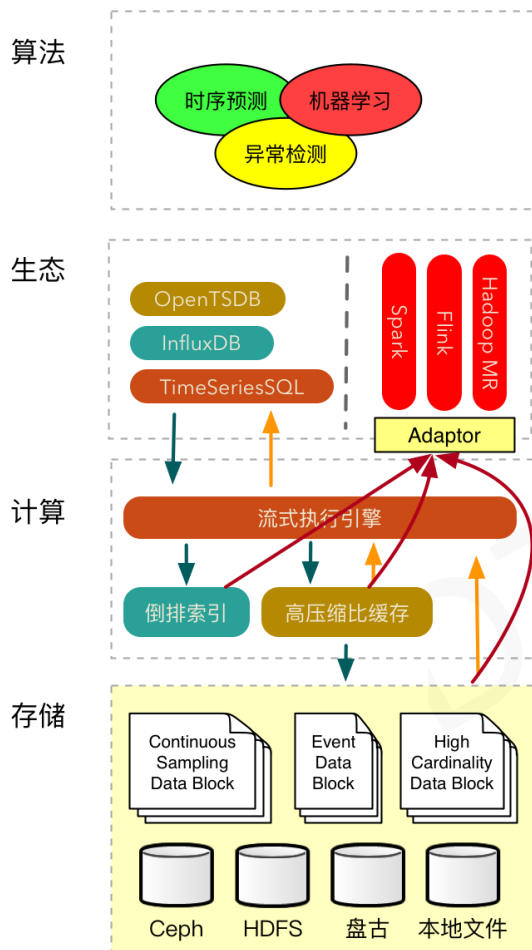 算法
时序预测
机器学习
异常检测
生态
OpenTSDB
InfluxDB
TimeSeriesSQL
Spark
Flink
Hadoop MR
Adaptor
计算
流式执行引擎
倒排索引
高压缩比缓存
存储
Continuous
Sampling
Data Block
Event
Data
Block
High
Cardinality
Data Block
Ceph
HDFS
盘古
本地文件